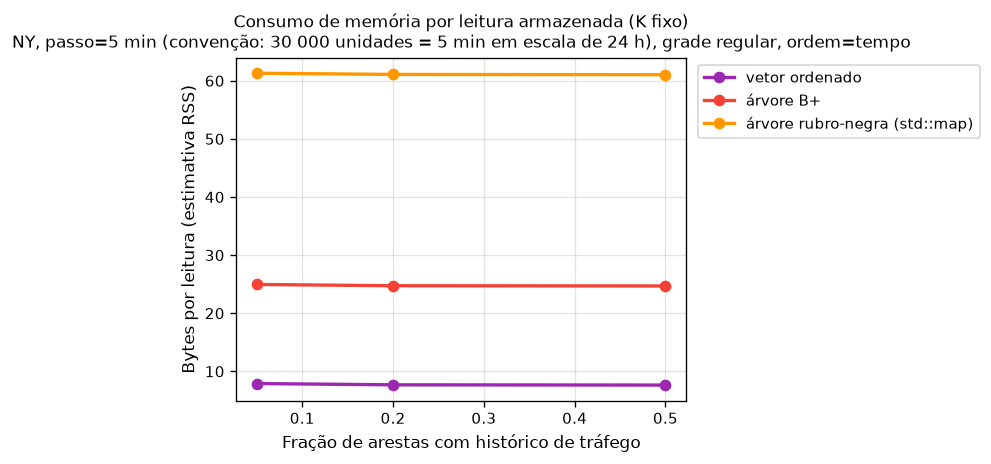 Consumo de memória por leitura armazenada (K fixo)
NY, passo=5 min (convenção: 30 000 unidades = 5 min em escala de 24 h), grade regular, ordem=tempo
Bytes por leitura (estimativa RSS)
60
50
40
30
20
10
0.1
0.2
0.3
0.4
0.5
Fração de arestas com histórico de tráfego
vetor ordenado
árvore B+
árvore rubro-negra (std::map)